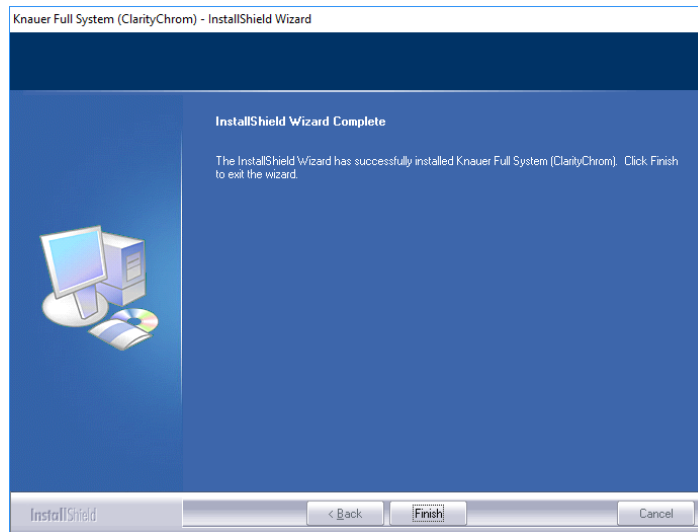 Knauer Full System (ClarityChrom) - InstallShield Wizard
InstallShield Wizard Complete
The InstallShield Wizard has successfully installed Knauer Full System (ClarityChrom). Click Finish
to exit the wizard.
InstallShield
< Back
Finish
Cancel